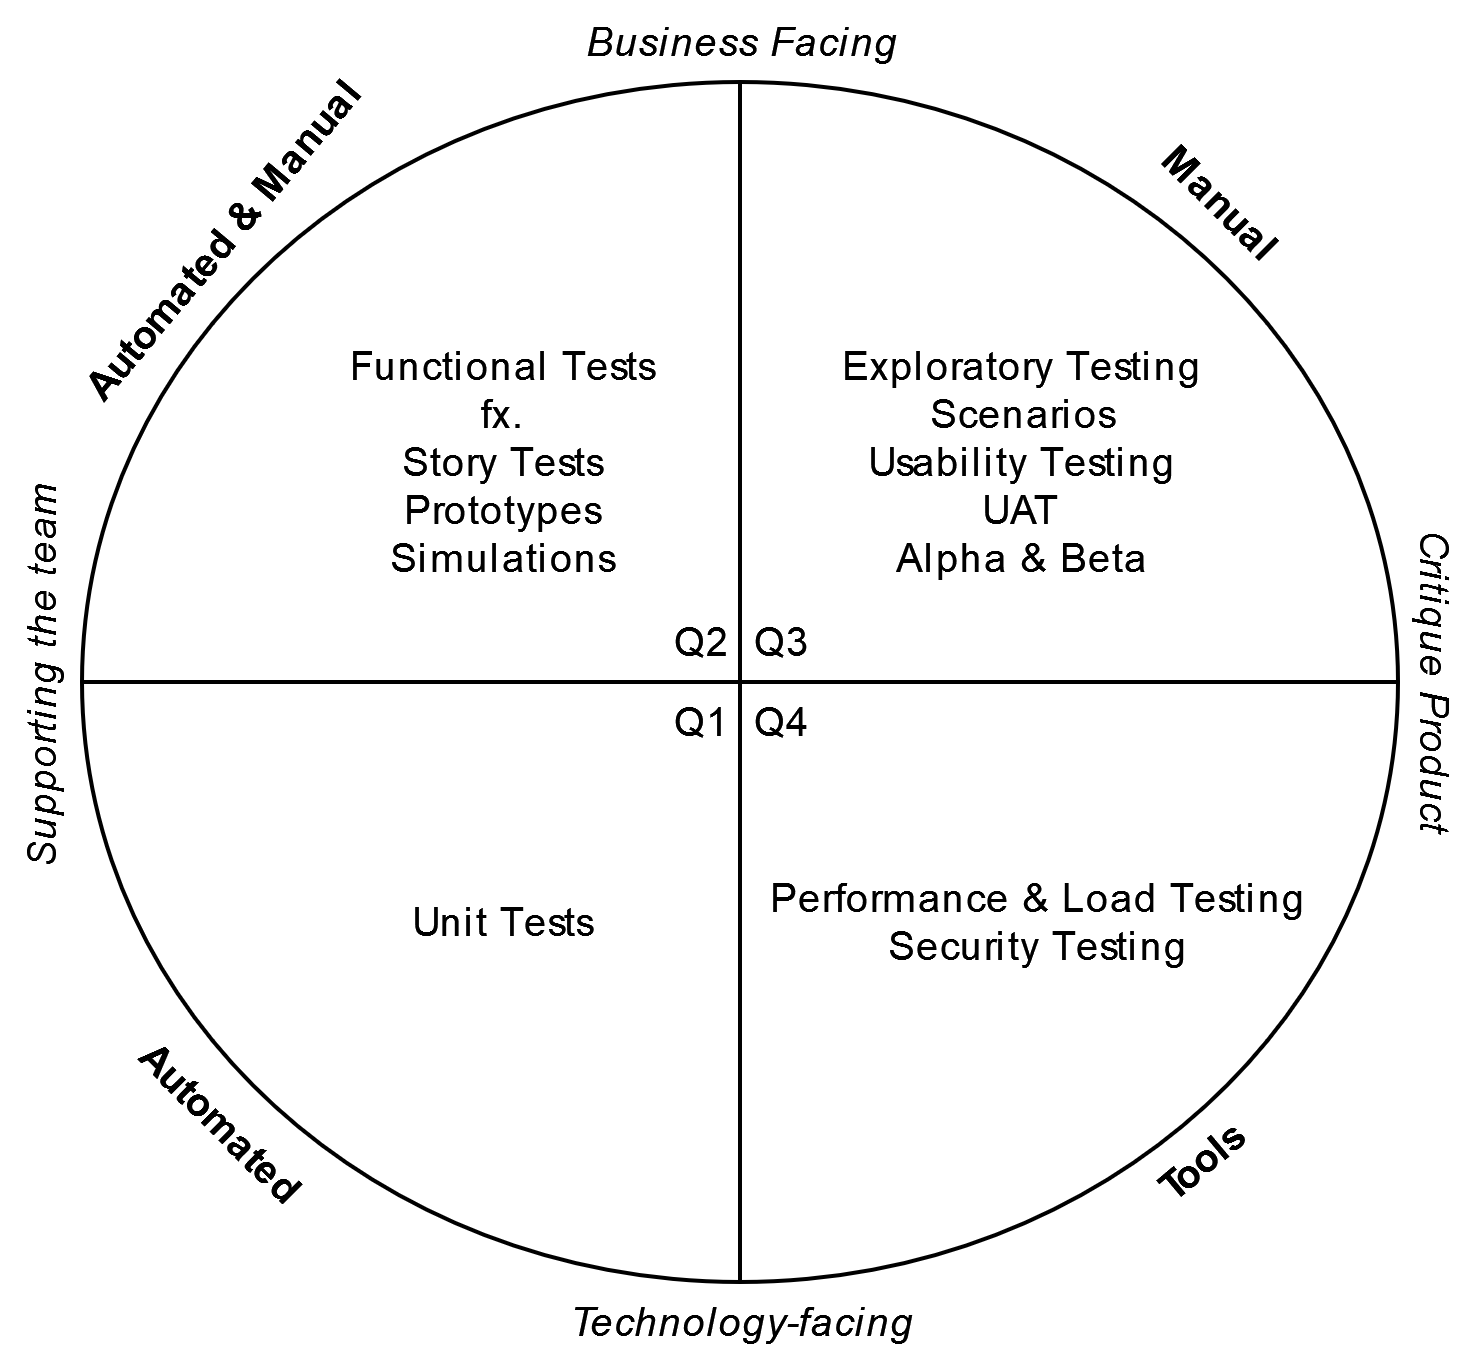 Business Facing
Automated & Manual
Manual
Functional Tests
fx.
Story Tests
Prototypes
Simulations
Exploratory Testing
Scenarios
Usability Testing
UAT
Alpha & Beta
Supporting the team
Critique Product
Q2
Q3
Q1
Q4
Unit Tests
Performance & Load Testing
Security Testing
Automated
Tools
Technology-facing